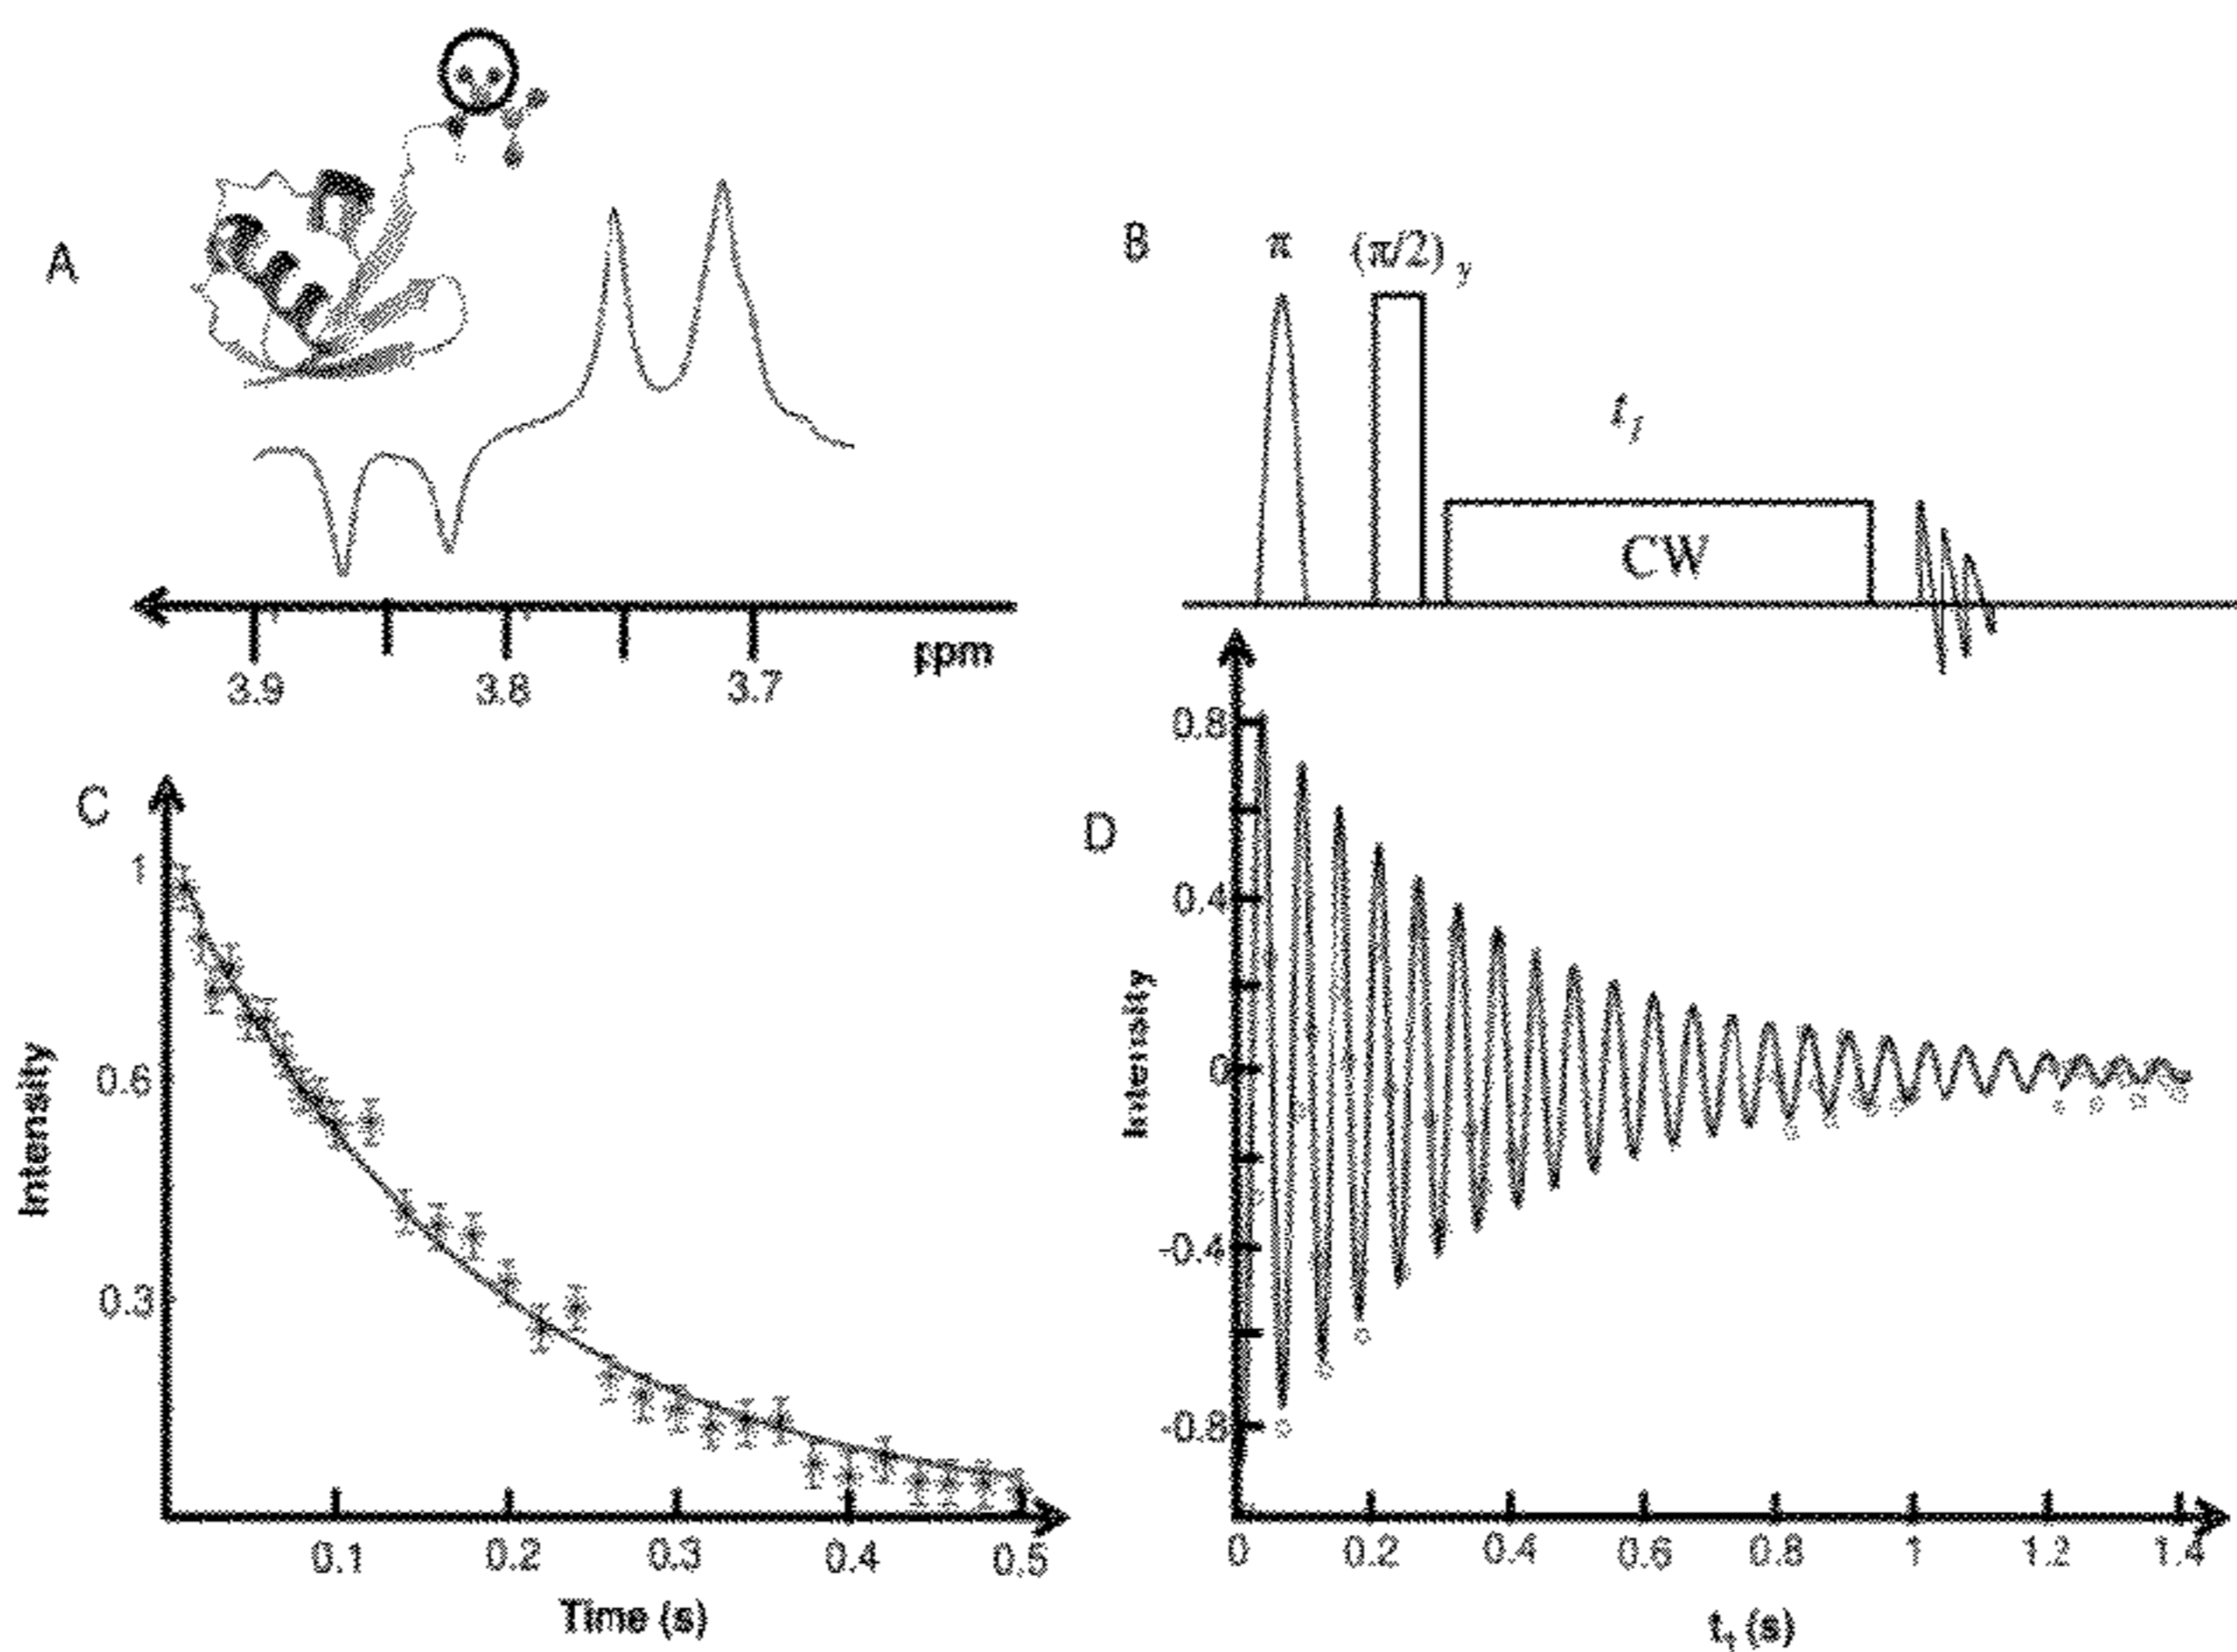 A
3.9 3.8 3.7
ppm
B
π (π/2) y
t1
CW
C
1
0.6
0.3
Intensity
0.1 0.2 0.3 0.4 0.5
Time (s)
D
0.8
0.4
0
-0.4
-0.8
Intensity
0 0.2 0.4 0.6 0.8 1 1.2 1.4
t1 (s)